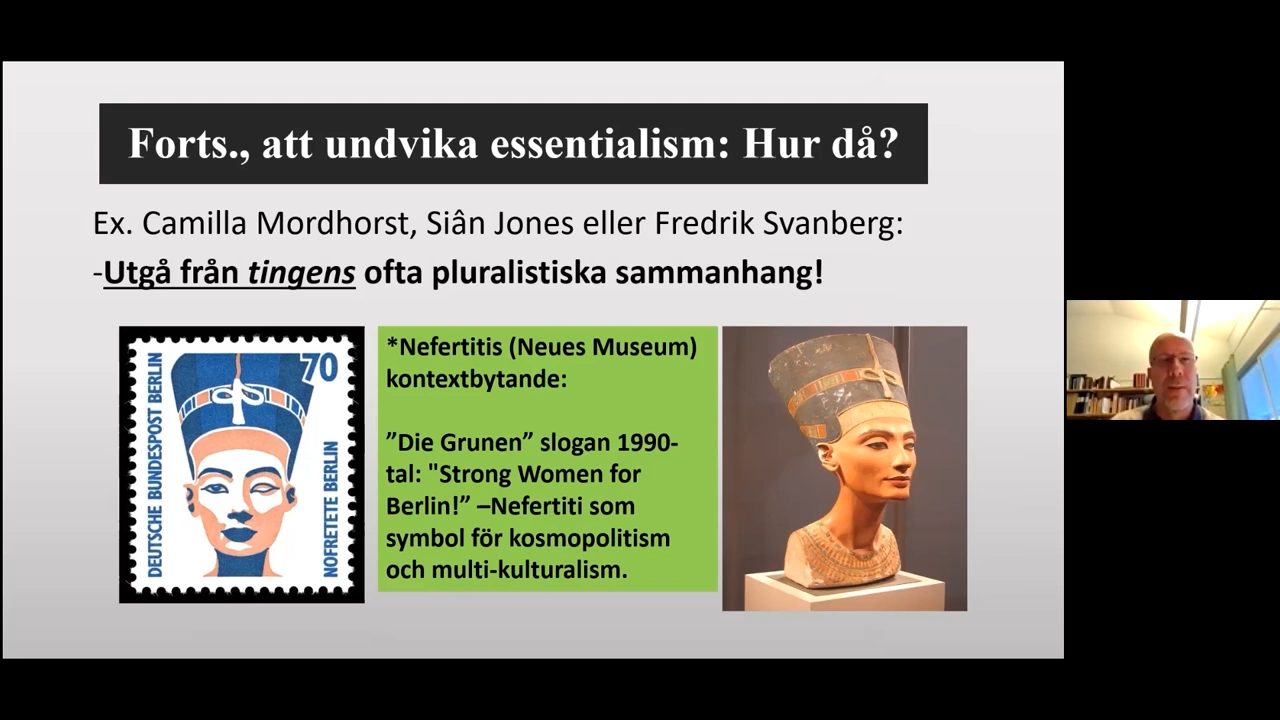 Forts., att undvika essentialism: Hur då?
Ex. Camilla Mordhorst, Siân Jones eller Fredrik Svanberg:
-Utgå från tingens ofta pluralistiska sammanhang!
DEUTSCHE BUNDESPOST BERLIN
70
NOFRETETE BERLIN
*Nefertitis (Neues Museum)
kontextbytande:
”Die Grunen” slogan 1990-
tal: "Strong Women for
Berlin!” –Nefertiti som
symbol för kosmopolitism
och multi-kulturalism.